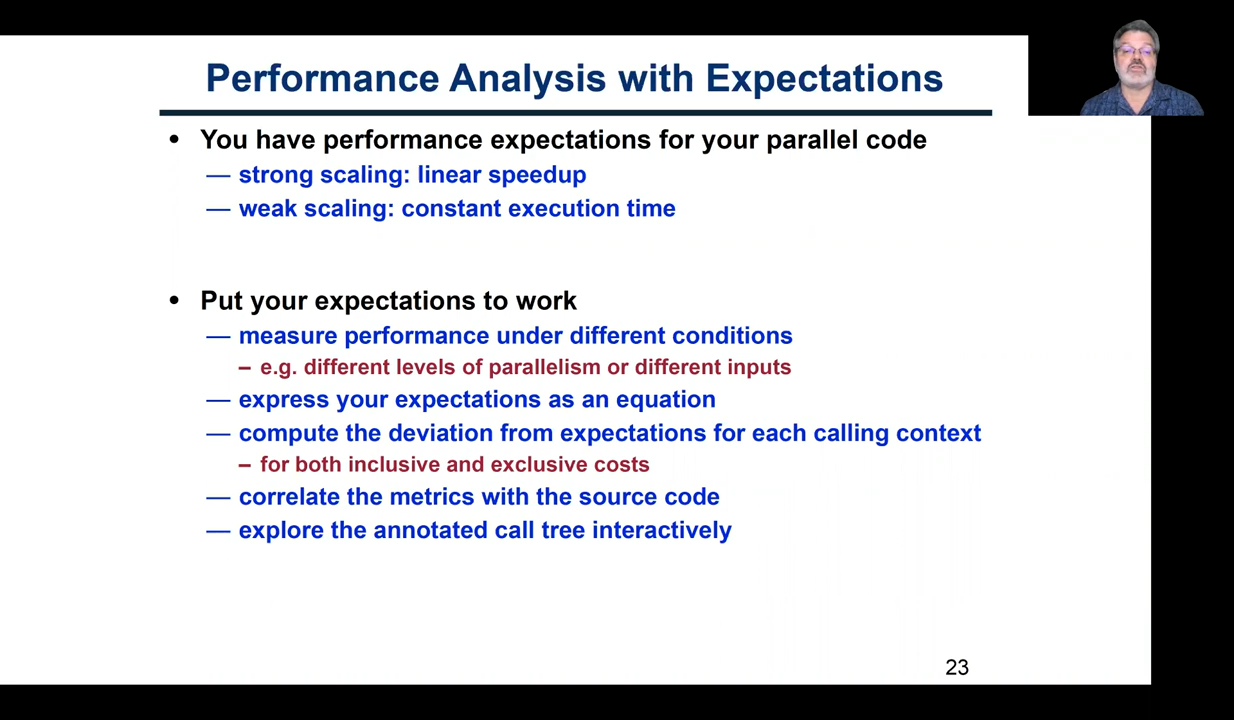 Performance Analysis with Expectations
• You have performance expectations for your parallel code
— strong scaling: linear speedup
— weak scaling: constant execution time
• Put your expectations to work
— measure performance under different conditions
– e.g. different levels of parallelism or different inputs
— express your expectations as an equation
— compute the deviation from expectations for each calling context
– for both inclusive and exclusive costs
— correlate the metrics with the source code
— explore the annotated call tree interactively
23